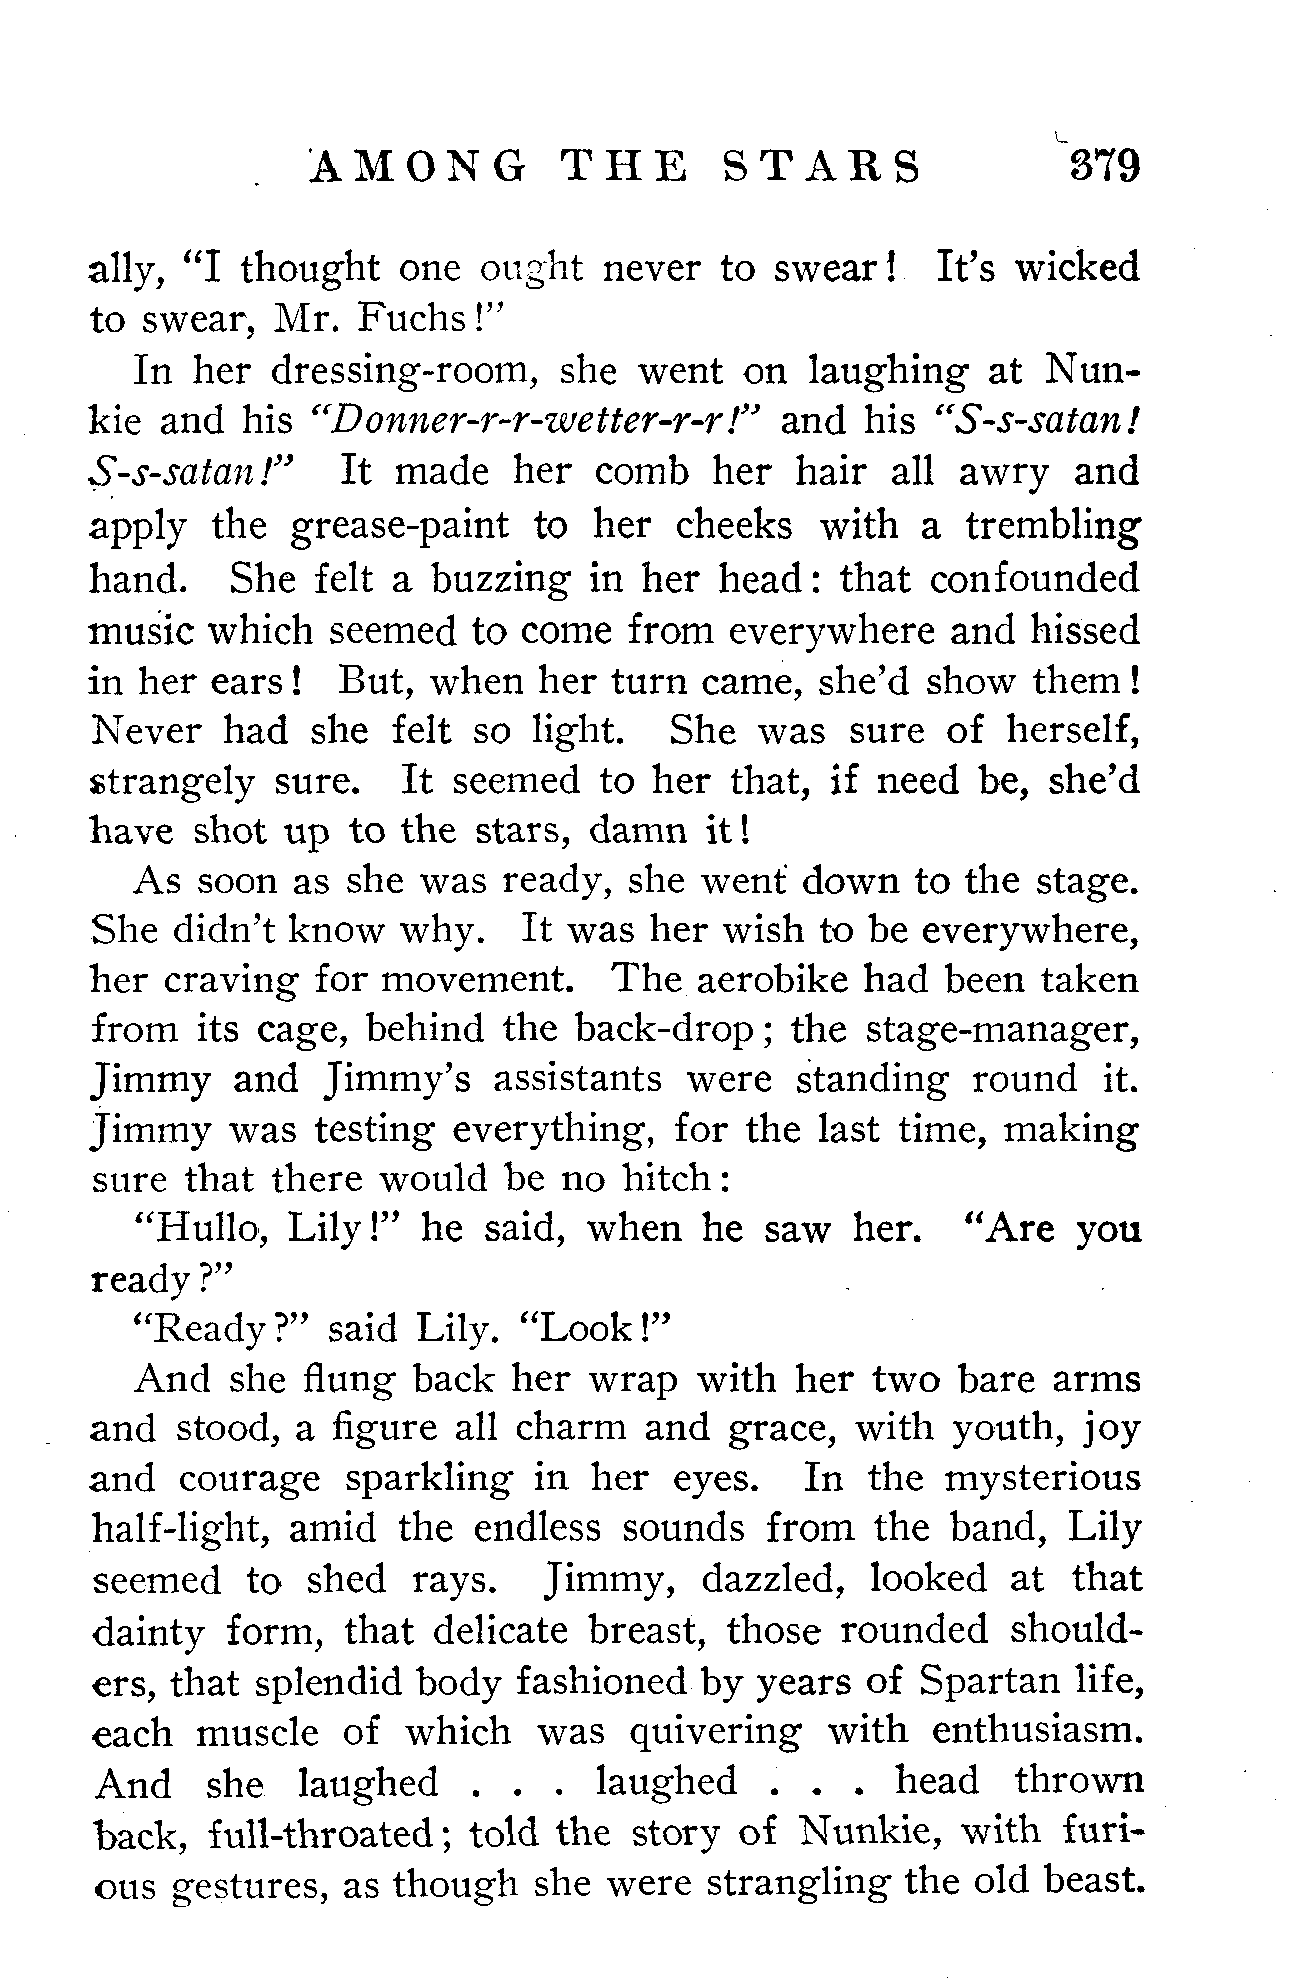 AMONG THE STARS 379
ally, “I thought one ought never to swear! It’s wicked
to swear, Mr. Fuchs!”
In her dressing-room, she went on laughing at Nun-
kie and his “Donner-r-r-wetter-r-r!” and his “S-s-satan!
S-s-satan!” It made her comb her hair all awry and
apply the grease-paint to her cheeks with a trembling
hand. She felt a buzzing in her head: that confounded
music which seemed to come from everywhere and hissed
in her ears! But, when her turn came, she’d show them!
Never had she felt so light. She was sure of herself,
strangely sure. It seemed to her that, if need be, she’d
have shot up to the stars, damn it!
As soon as she was ready, she went down to the stage.
She didn’t know why. It was her wish to be everywhere,
her craving for movement. The aerobike had been taken
from its cage, behind the back-drop; the stage-manager,
Jimmy and Jimmy’s assistants were standing round it.
Jimmy was testing everything, for the last time, making
sure that there would be no hitch:
“Hullo, Lily!” he said, when he saw her. “Are you
ready?”
“Ready?” said Lily. “Look!”
And she flung back her wrap with her two bare arms
and stood, a figure all charm and grace, with youth, joy
and courage sparkling in her eyes. In the mysterious
half-light, amid the endless sounds from the band, Lily
seemed to shed rays. Jimmy, dazzled, looked at that
dainty form, that delicate breast, those rounded should-
ers, that splendid body fashioned by years of Spartan life,
each muscle of which was quivering with enthusiasm.
And she laughed . . . laughed . . . head thrown
back, full-throated; told the story of Nunkie, with furi-
ous gestures, as though she were strangling the old beast.